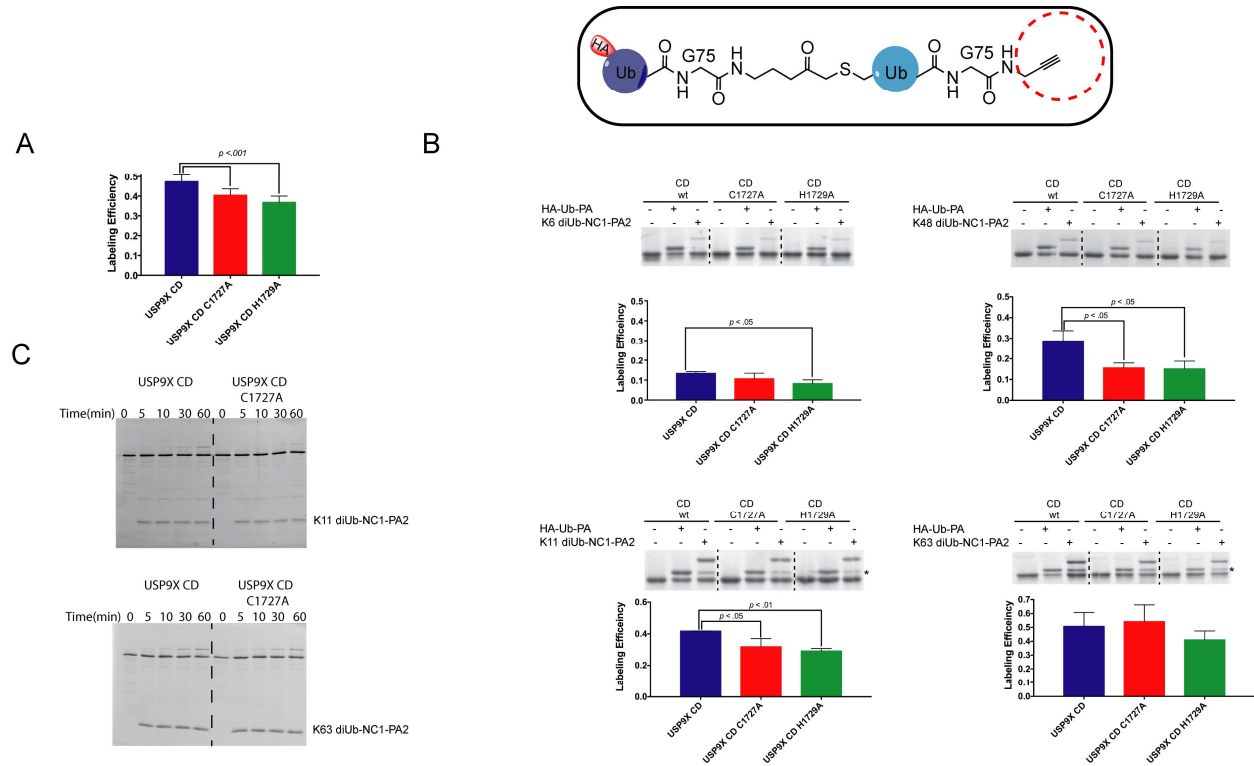 HA
Ub
O
N
H
G75
O
H
N
O
S
Ub
O
N
H
G75
O
H
N
A
p <.001
Labeling Efficiency
0.5
0.4
0.3
0.2
0.1
0.0
USP9X CD
USP9X CD C1727A
USP9X CD H1729A
B
CD
wt
CD
C1727A
CD
H1729A
HA-Ub-PA - + - - + - - + -
K6 diUb-NC1-PA2 - - + - - + - - +
p < .05
Labeling Efficeincy
0.5
0.4
0.3
0.2
0.1
0.0
USP9X CD
USP9X CD C1727A
USP9X CD H1729A
CD
wt
CD
C1727A
CD
H1729A
HA-Ub-PA - + - - + - - + -
K48 diUb-NC1-PA2 - - + - - + - - +
p < .05
p < .05
Labeling Efficeincy
0.5
0.4
0.3
0.2
0.1
0.0
USP9X CD
USP9X CD C1727A
USP9X CD H1729A
CD
wt
CD
C1727A
CD
H1729A
HA-Ub-PA - + - - + - - + -
K11 diUb-NC1-PA2 - - + - - + - - +
*
p < .01
p < .05
Labeling Efficeincy
0.6
0.4
0.2
0.0
USP9X CD
USP9X CD C1727A
USP9X CD H1729A
CD
wt
CD
C1727A
CD
H1729A
HA-Ub-PA - + - - + - - + -
K63 diUb-NC1-PA2 - - + - - + - - +
*
Labeling Efficeincy
0.7
0.6
0.5
0.4
0.3
0.2
0.1
0.1
USP9X CD
USP9X CD C1727A
USP9X CD H1729A
C
USP9X CD
USP9X CD
C1727A
Time(min) 0 5 10 30 60 0 5 10 30 60
K11 diUb-NC1-PA2
USP9X CD
USP9X CD
C1727A
Time(min) 0 5 10 30 60 0 5 10 30 60
K63 diUb-NC1-PA2